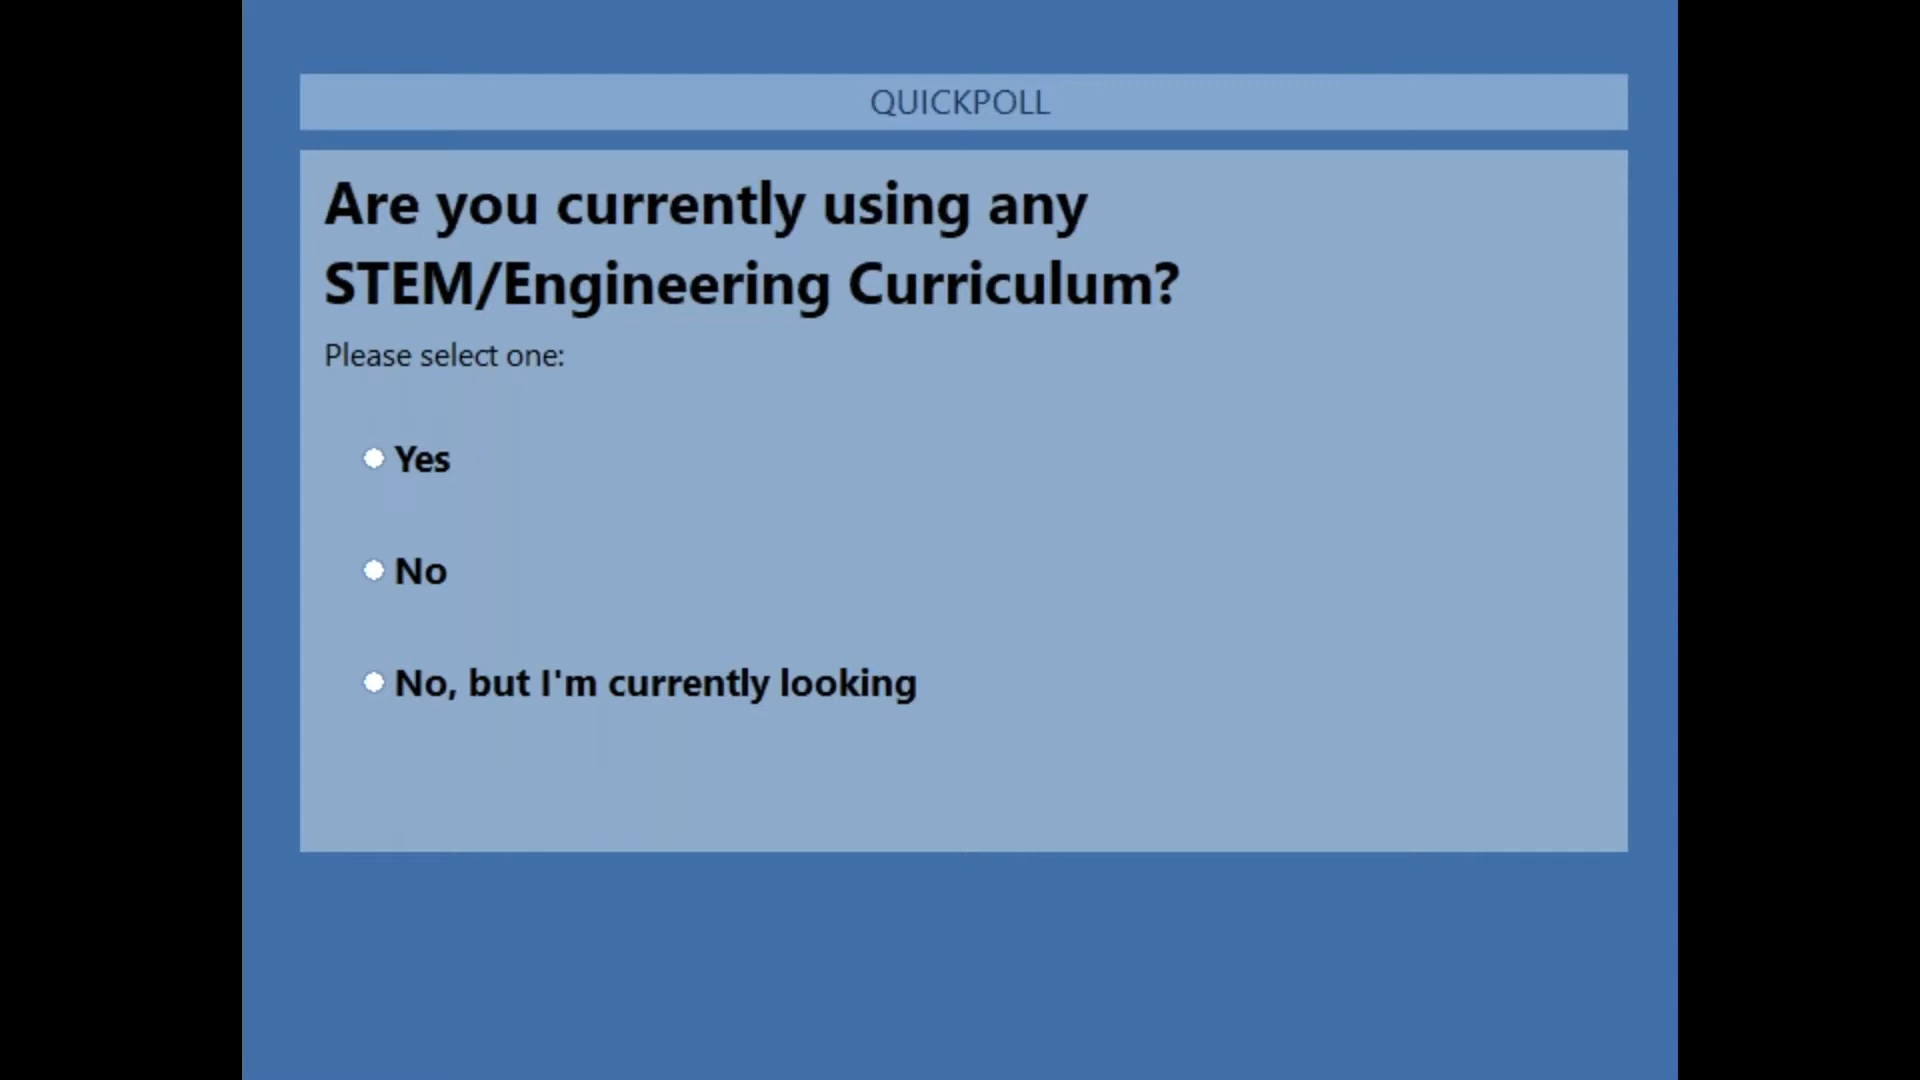 QUICKPOLL
Are you currently using any
STEM/Engineering Curriculum?
Please select one:
Yes
No
No, but I'm currently looking